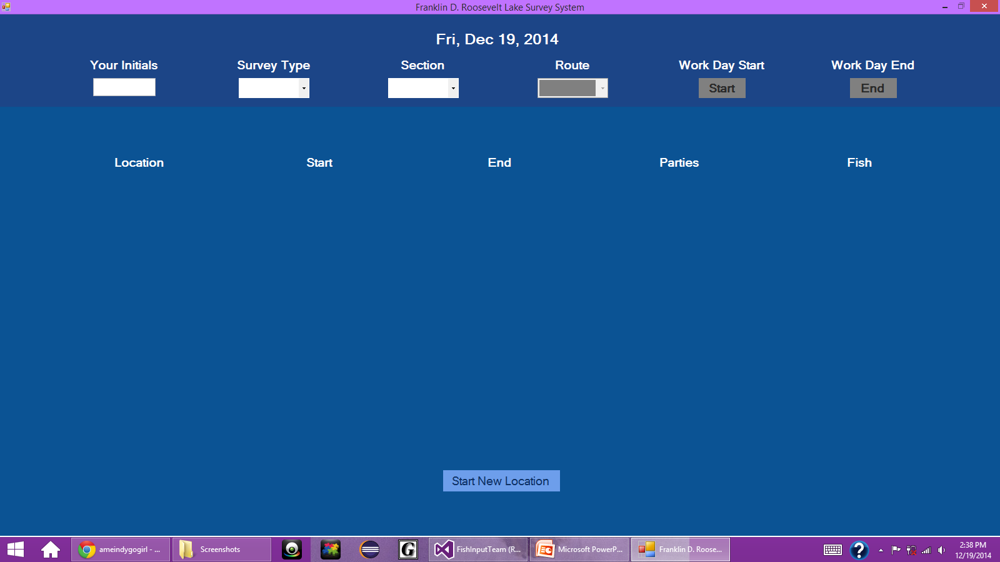 Franklin D. Roosevelt Lake Survey System
Fri, Dec 19, 2014
Your Initials Survey Type Section Route Work Day Start Work Day End
Start End
Location Start End Parties Fish
Start New Location
ameindygogirl - ... Screenshots G FishInputTeam (R... Microsoft PowerP... Franklin D. Roose... ? 2:38 PM
12/19/2014